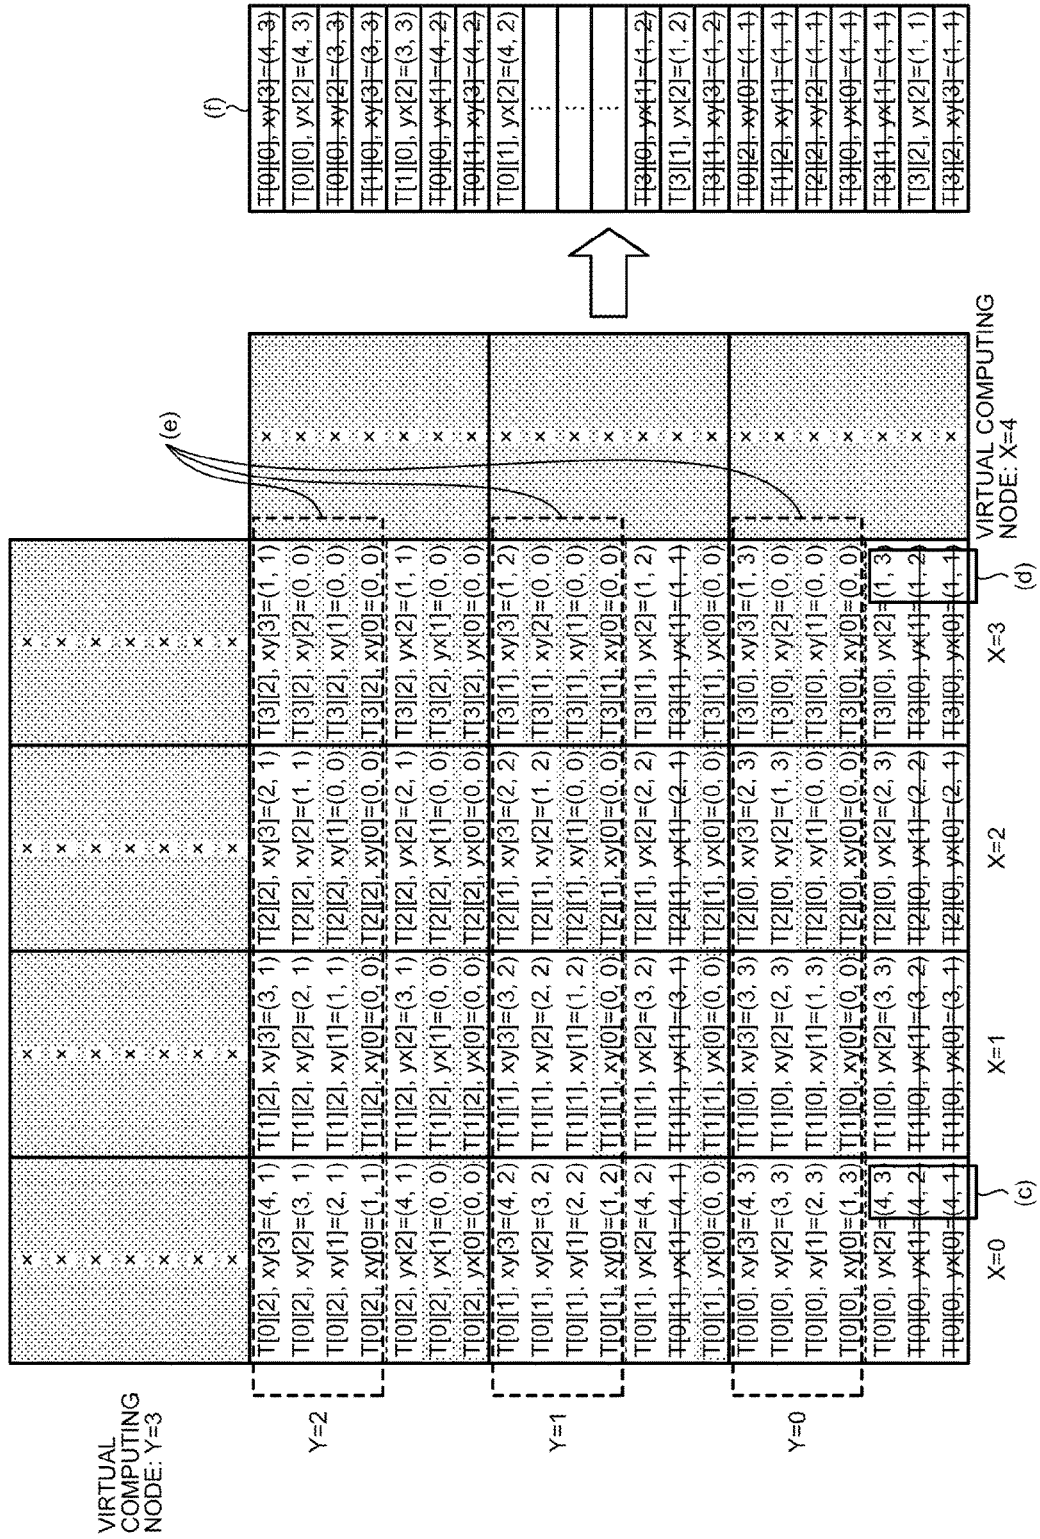 VIRTUAL
COMPUTING
NODE: Y=3
× × × ×
× × × ×
× × × ×
× × × ×
× × × ×
× × × ×
× × × ×
(e)
Y=2
T[0][2], xy[3]=(4, 1) T[1][2], xy[3]=(3, 1) T[2][2], xy[3]=(2, 1) T[3][2], xy[3]=(1, 1) ×
T[0][2], xy[2]=(3, 1) T[1][2], xy[2]=(2, 1) T[2][2], xy[2]=(1, 1) T[3][2], xy[2]=(0, 0) ×
T[0][2], xy[1]=(2, 1) T[1][2], xy[1]=(1, 1) T[2][2], xy[1]=(0, 0) T[3][2], xy[1]=(0, 0) ×
T[0][2], xy[0]=(1, 1) T[1][2], xy[0]=(0, 0) T[2][2], xy[0]=(0, 0) T[3][2], xy[0]=(0, 0) ×
T[0][2], yx[2]=(4, 1) T[1][2], yx[2]=(3, 1) T[2][2], yx[2]=(2, 1) T[3][2], yx[2]=(1, 1) ×
T[0][2], yx[1]=(0, 0) T[1][2], yx[1]=(0, 0) T[2][2], yx[1]=(0, 0) T[3][2], yx[1]=(0, 0) ×
T[0][2], yx[0]=(0, 0) T[1][2], yx[0]=(0, 0) T[2][2], yx[0]=(0, 0) T[3][2], yx[0]=(0, 0) ×
Y=1
T[0][1], xy[3]=(4, 2) T[1][1], xy[3]=(3, 2) T[2][1], xy[3]=(2, 2) T[3][1], xy[3]=(1, 2) ×
T[0][1], xy[2]=(3, 2) T[1][1], xy[2]=(2, 2) T[2][1], xy[2]=(1, 2) T[3][1], xy[2]=(0, 0) ×
T[0][1], xy[1]=(2, 2) T[1][1], xy[1]=(1, 2) T[2][1], xy[1]=(0, 0) T[3][1], xy[1]=(0, 0) ×
T[0][1], xy[0]=(1, 2) T[1][1], xy[0]=(0, 0) T[2][1], xy[0]=(0, 0) T[3][1], xy[0]=(0, 0) ×
T[0][1], yx[2]=(4, 2) T[1][1], yx[2]=(3, 2) T[2][1], yx[2]=(2, 2) T[3][1], yx[2]=(1, 2) ×
T[0][1], yx[1]=(4, 1) T[1][1], yx[1]=(3, 1) T[2][1], yx[1]=(2, 1) T[3][1], yx[1]=(1, 1) ×
T[0][1], yx[0]=(0, 0) T[1][1], yx[0]=(0, 0) T[2][1], yx[0]=(0, 0) T[3][1], yx[0]=(0, 0) ×
Y=0
T[0][0], xy[3]=(4, 3) T[1][0], xy[3]=(3, 3) T[2][0], xy[3]=(2, 3) T[3][0], xy[3]=(1, 3) ×
T[0][0], xy[2]=(3, 3) T[1][0], xy[2]=(2, 3) T[2][0], xy[2]=(1, 3) T[3][0], xy[2]=(0, 0) ×
T[0][0], xy[1]=(2, 3) T[1][0], xy[1]=(1, 3) T[2][0], xy[1]=(0, 0) T[3][0], xy[1]=(0, 0) ×
T[0][0], xy[0]=(1, 3) T[1][0], xy[0]=(0, 0) T[2][0], xy[0]=(0, 0) T[3][0], xy[0]=(0, 0) ×
T[0][0], yx[2]=(4, 3) T[1][0], yx[2]=(3, 3) T[2][0], yx[2]=(2, 3) T[3][0], yx[2]=(1, 3) ×
T[0][0], yx[1]=(4, 2) T[1][0], yx[1]=(3, 2) T[2][0], yx[1]=(2, 2) T[3][0], yx[1]=(1, 2) ×
T[0][0], yx[0]=(4, 1) T[1][0], yx[0]=(3, 1) T[2][0], yx[0]=(2, 1) T[3][0], yx[0]=(1, 1) ×
X=0 X=1 X=2 X=3
VIRTUAL COMPUTING
NODE: X=4
(c) (d)
(f)
T[0][0], xy[3]=(4, 3)
T[0][0], yx[2]=(4, 3)
T[0][0], xy[2]=(3, 3)
T[1][0], xy[3]=(3, 3)
T[1][0], yx[2]=(3, 3)
T[0][0], yx[1]=(4, 2)
T[0][1], xy[3]=(4, 2)
T[0][1], yx[2]=(4, 2)
⋮
⋮
⋮
T[3][0], yx[1]=(1, 2)
T[3][1], yx[2]=(1, 2)
T[3][1], xy[3]=(1, 2)
T[0][2], xy[0]=(1, 1)
T[1][2], xy[1]=(1, 1)
T[2][2], xy[2]=(1, 1)
T[3][0], yx[0]=(1, 1)
T[3][1], yx[1]=(1, 1)
T[3][2], yx[2]=(1, 1)
T[3][2], xy[3]=(1, 1)